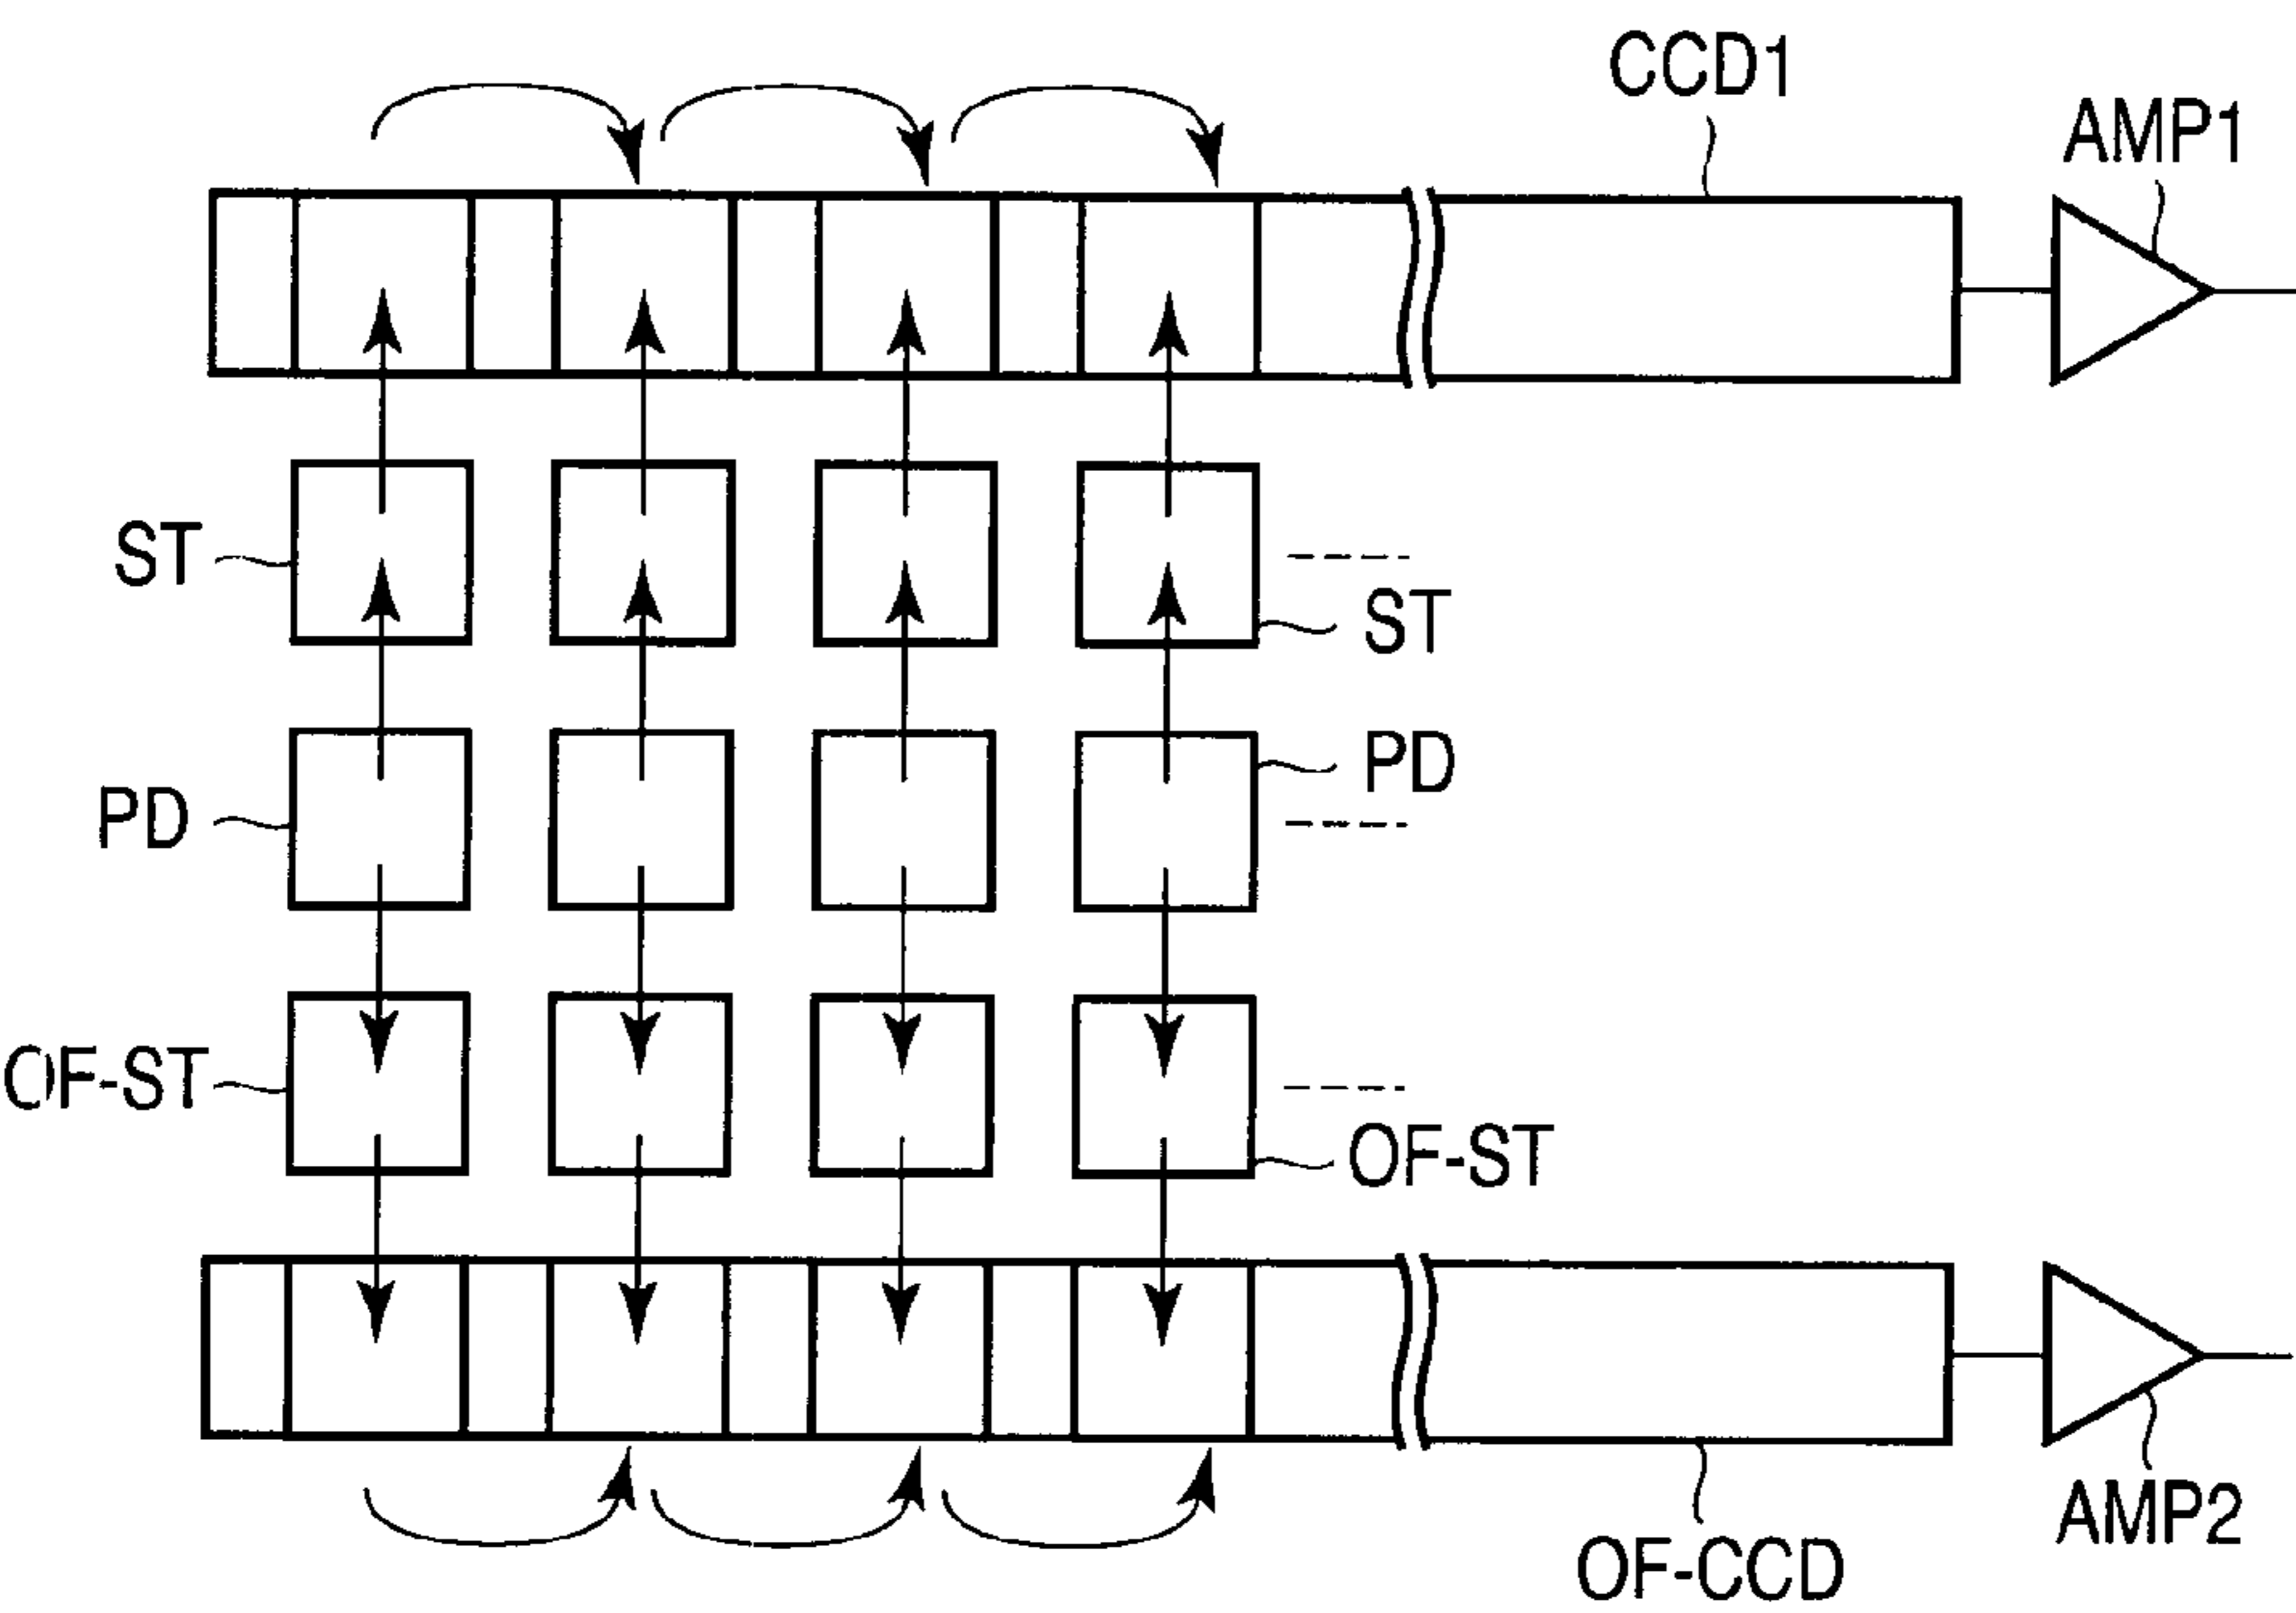 CCD1
AMP1
ST
ST
PD
PD
OF-ST
OF-ST
AMP2
OF-CCD